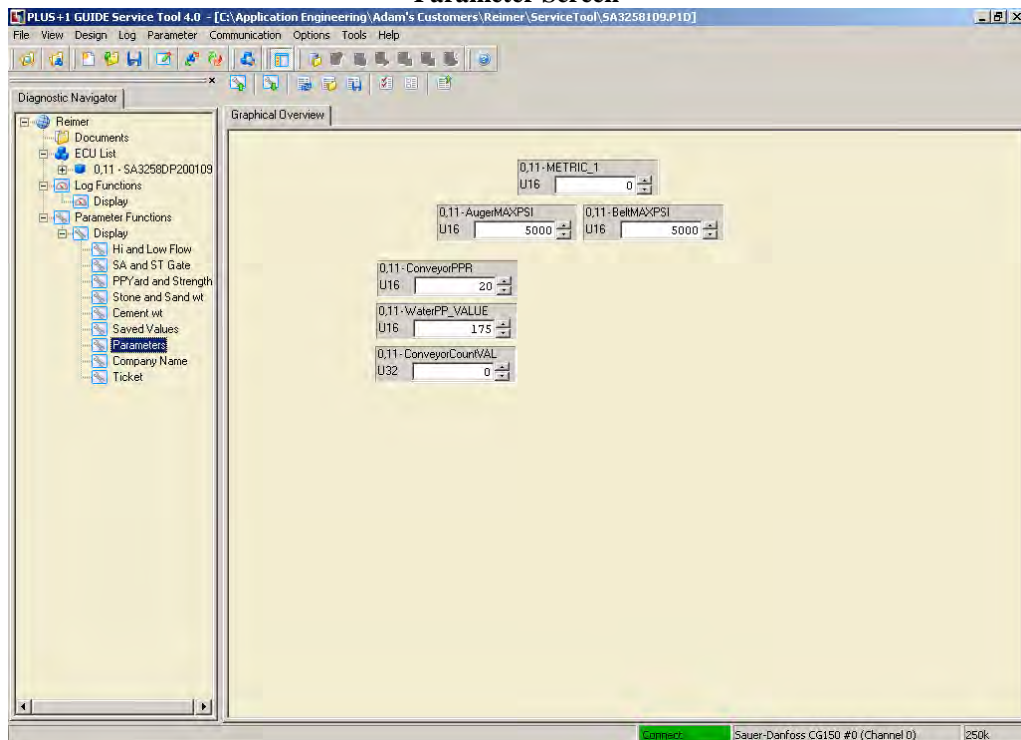 Parameter Screen
PLUS+1 GUIDE Service Tool 4.0 - [C:\Application Engineering\Adam's Customers\Reimer\ServiceTool\SA3258109.P1D]
File View Design Log Parameter Communication Options Tools Help
Diagnostic Navigator
Graphical Overview
Reimer
Documents
ECU List
0,11 - SA3258DP200109
Log Functions
Display
Parameter Functions
Display
Hi and Low Flow
SA and ST Gate
PPYard and Strength
Stone and Sand wt
Cement wt
Saved Values
Parameters
Company Name
Ticket
0,11-METRIC_1
U16 0
0,11-AugerMAXPSI 0,11-BeltMAXPSI
U16 5000 U16 5000
0,11-ConveyorPPR
U16 20
0,11-WaterPP_VALUE
U16 175
0,11-ConveyorCountVAL
U32 0
Connect Sauer-Danfoss CG150 #0 (Channel 0) 250k